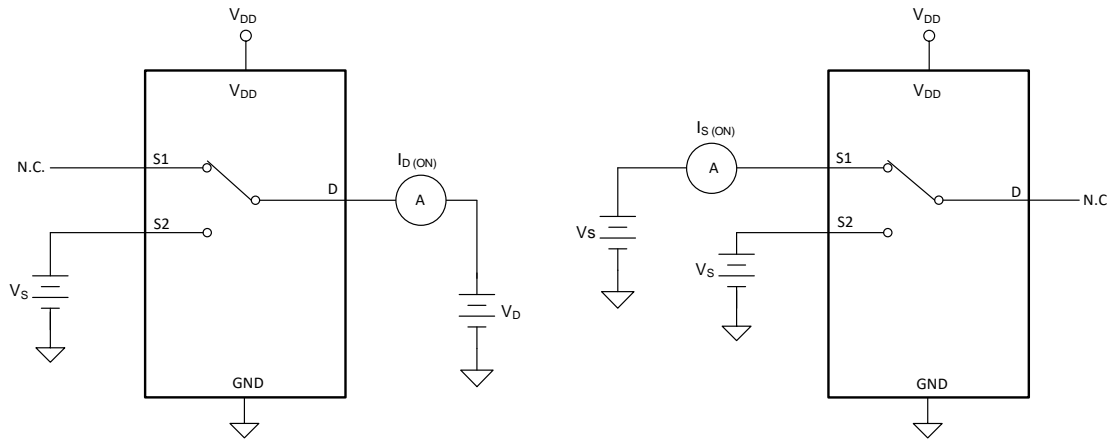 VDD
VDD
N.C.
S1
ID (ON)
A
D
S2
VS
VD
GND
VDD
VDD
IS (ON)
A
S1
D
N.C
S2
Vs
VS
GND